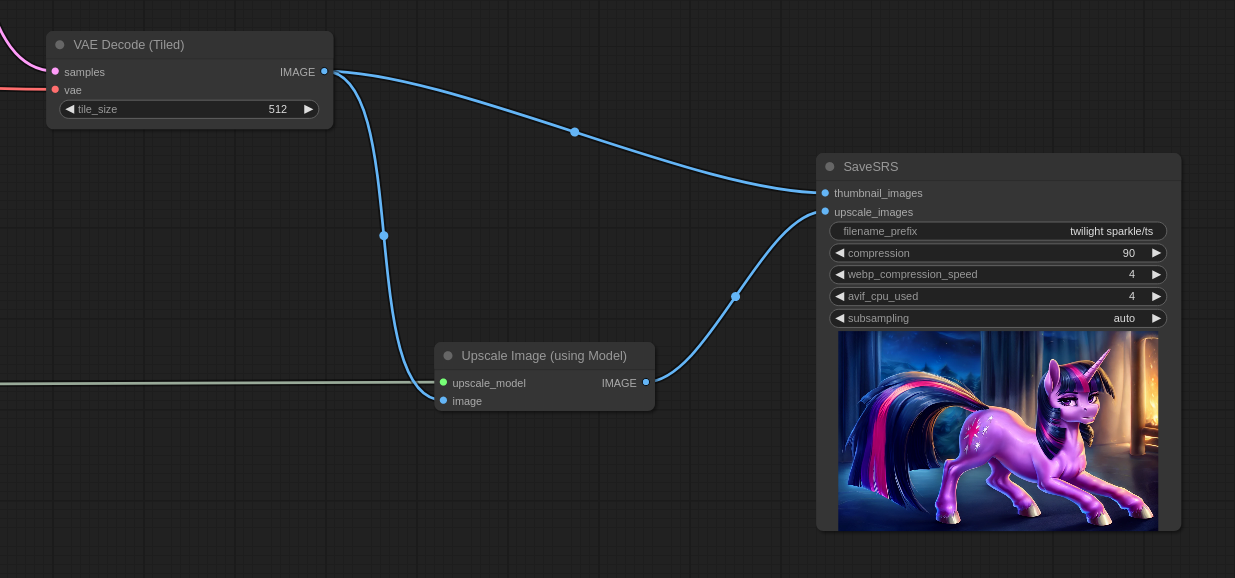 VAE Decode (Tiled)
samples IMAGE
vae
tile_size 512
SaveSRS
thumbnail_images
upscale_images
filename_prefix twilight sparkle/ts
compression 90
webp_compression_speed 4
avif_cpu_used 4
subsampling auto
Upscale Image (using Model)
upscale_model IMAGE
image